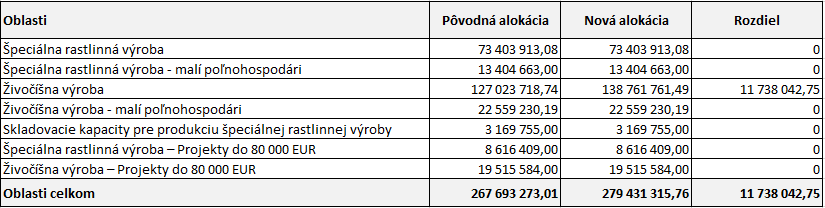 Oblasti Pôvodná alokácia Nová alokácia Rozdiel
Špeciálna rastlinná výroba 73 403 913,08 73 403 913,08 0
Špeciálna rastlinná výroba - malí poľnohospodári 13 404 663,00 13 404 663,00 0
Živočíšna výroba 127 023 718,74 138 761 761,49 11 738 042,75
Živočíšna výroba - malí poľnohospodári 22 559 230,19 22 559 230,19 0
Skladovacie kapacity pre produkciu špeciálnej rastlinnej výroby 3 169 755,00 3 169 755,00 0
Špeciálna rastlinná výroba – Projekty do 80 000 EUR 8 616 409,00 8 616 409,00 0
Živočíšna výroba – Projekty do 80 000 EUR 19 515 584,00 19 515 584,00 0
Oblasti celkom 267 693 273,01 279 431 315,76 11 738 042,75